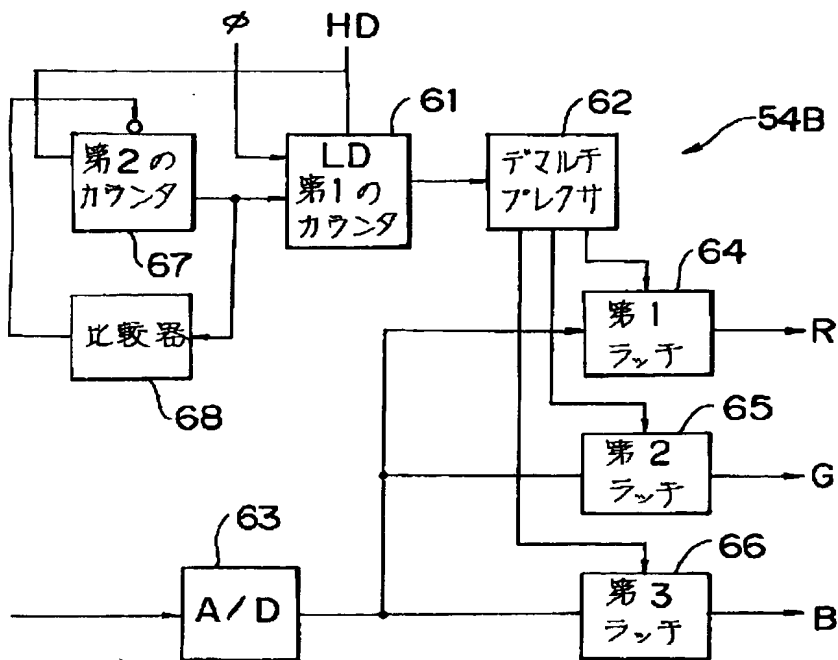 φ
HD
61
62
54B
LD
第1の
カウンタ
デマルチ
プレクサ
第2の
カウンタ
67
64
第1
ラッチ
R
比較器
68
65
第2
ラッチ
G
63
A/D
66
第3
ラッチ
B